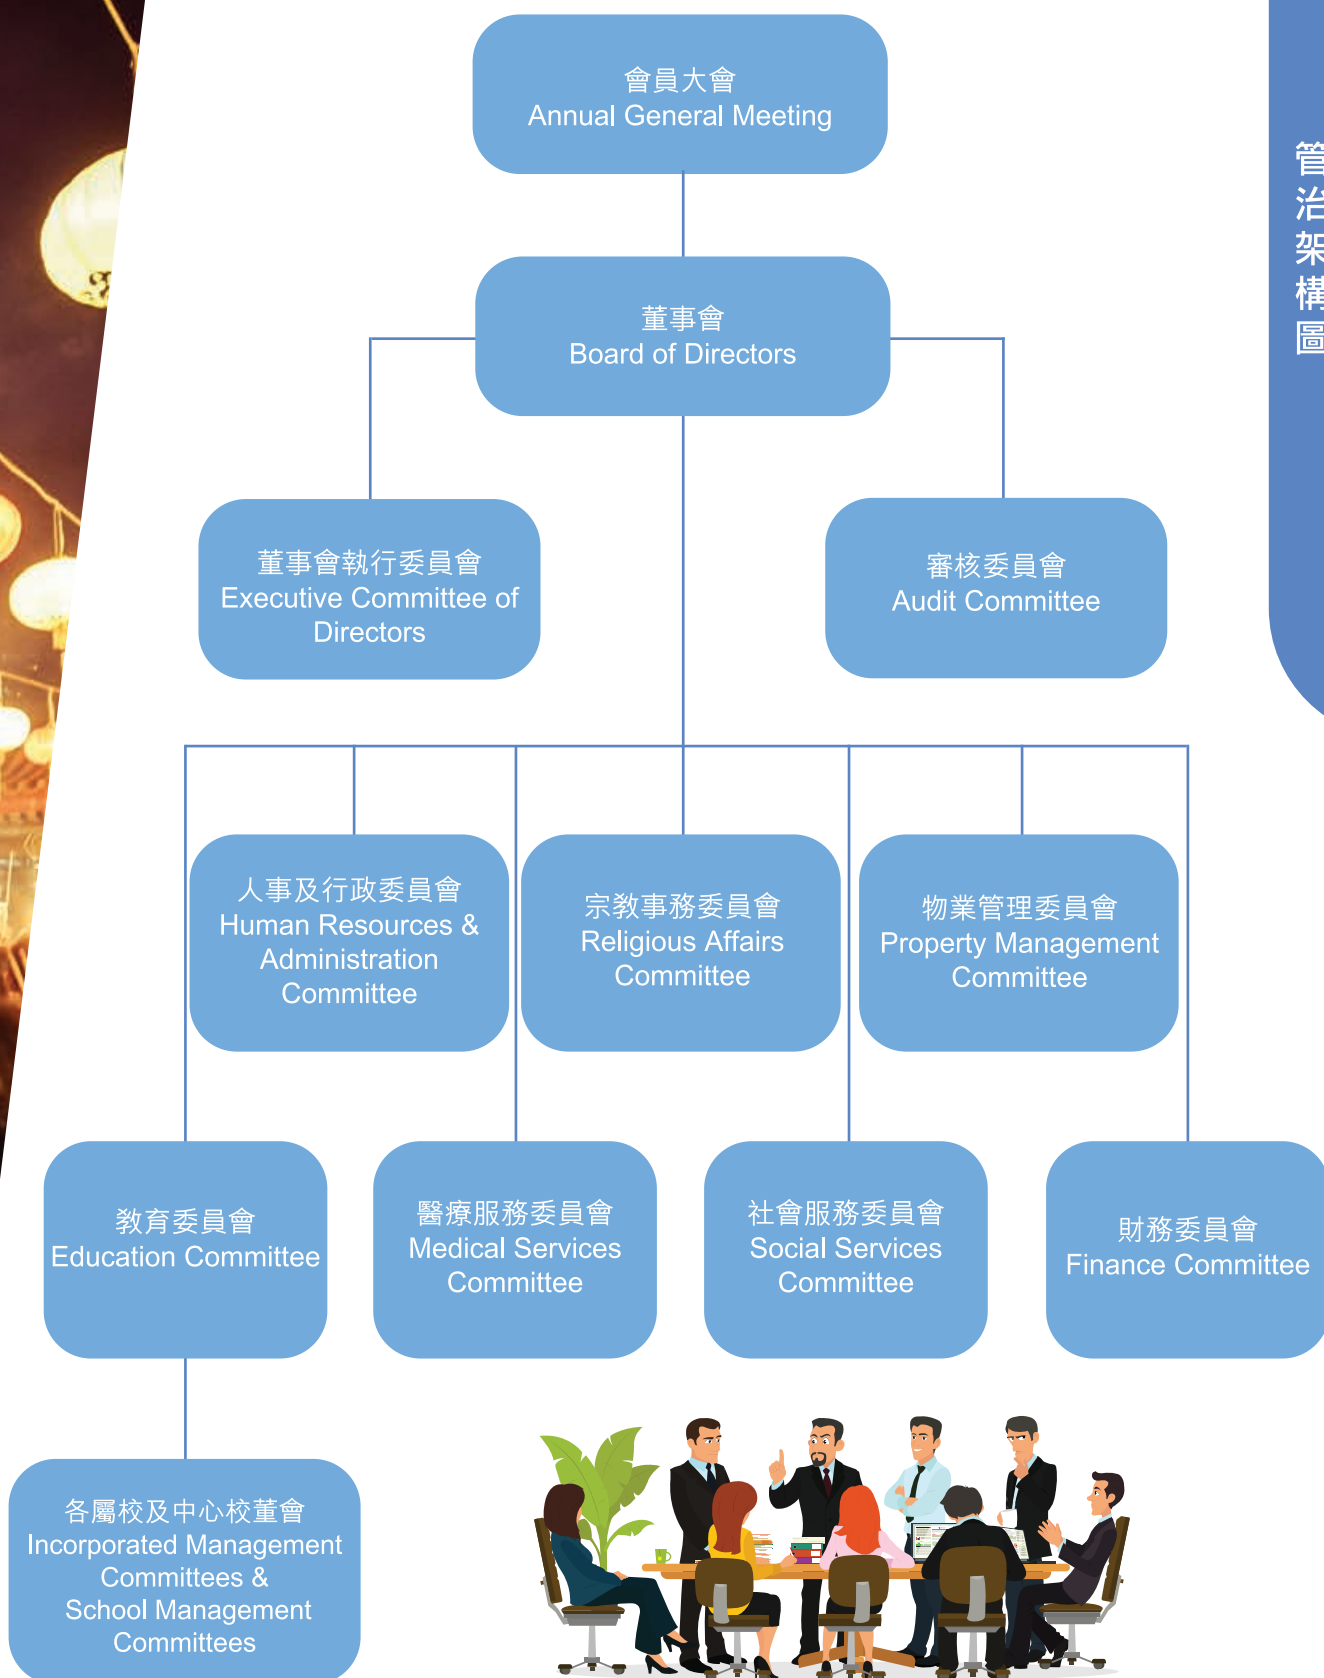 會員大會
Annual General Meeting
管治架構圖
董事會
Board of Directors
董事會執行委員會
Executive Committee of
Directors
審核委員會
Audit Committee
人事及行政委員會
Human Resources &
Administration
Committee
宗教事務委員會
Religious Affairs
Committee
物業管理委員會
Property Management
Committee
教育委員會
Education Committee
醫療服務委員會
Medical Services
Committee
社會服務委員會
Social Services
Committee
財務委員會
Finance Committee
各屬校及中心校董會
Incorporated Management
Committees &
School Management
Committees